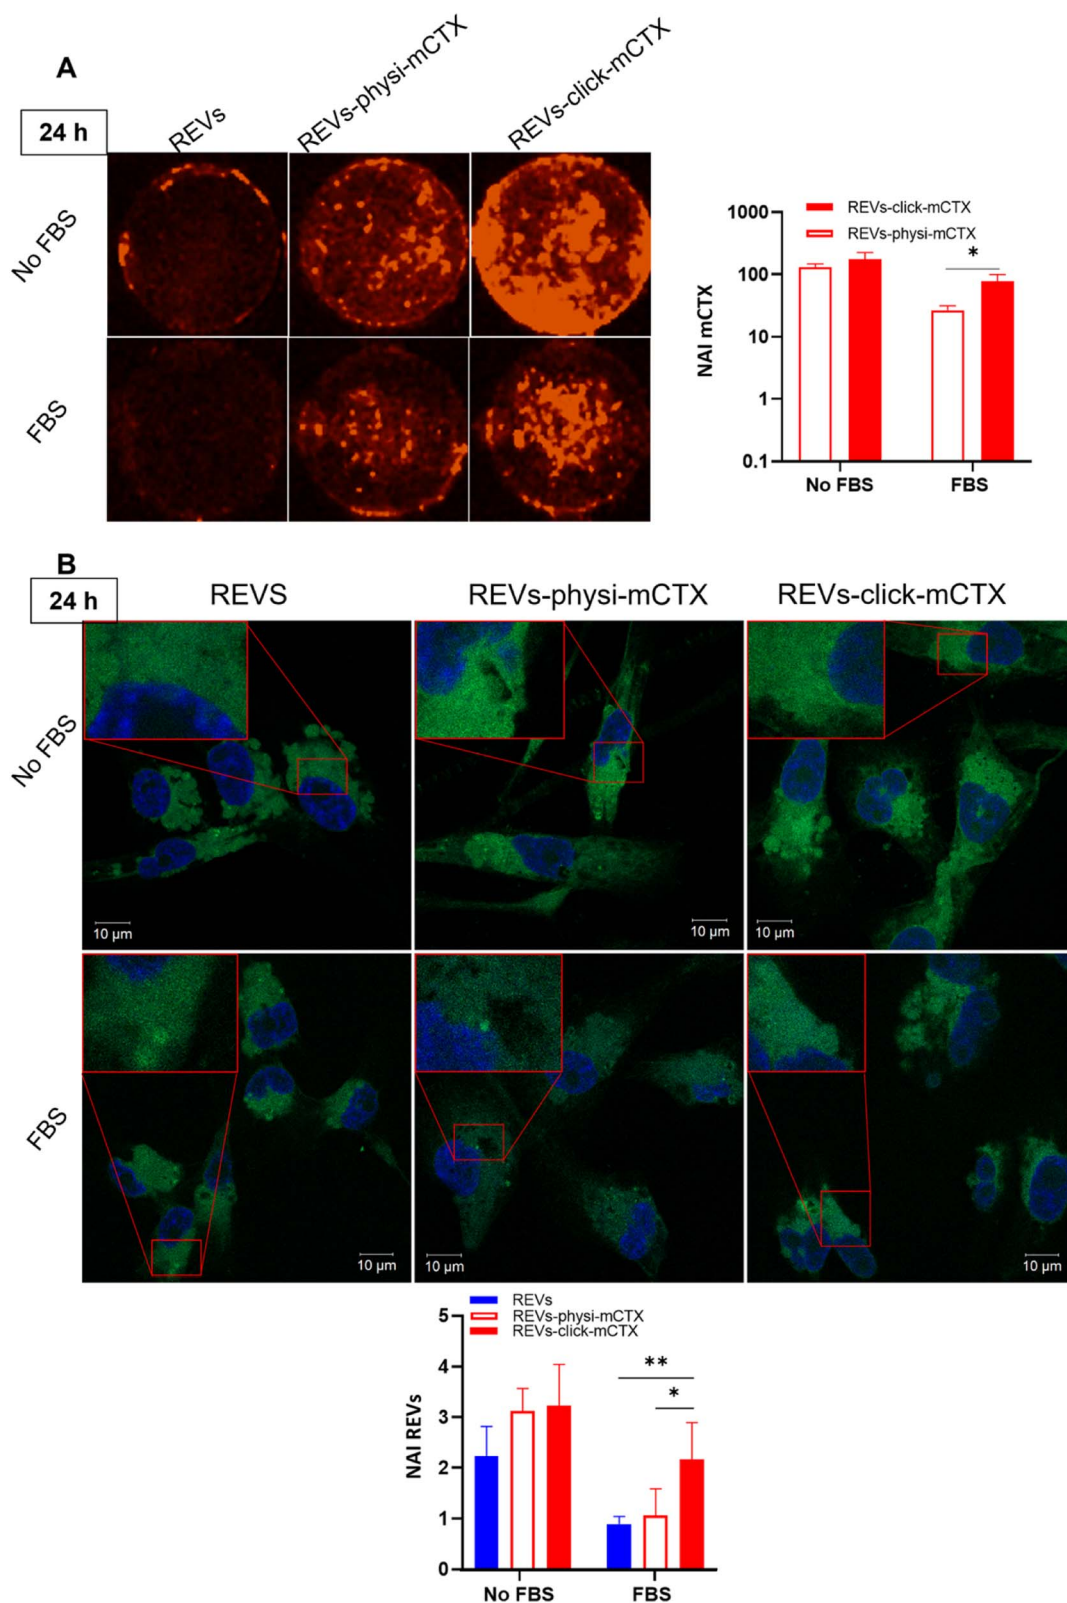 A
24 h
REVs
REVs-physi-mCTX
REVs-click-mCTX
No FBS
FBS
REVs-click-mCTX
REVs-physi-mCTX
NAI mCTX
1000
100
10
1
0.1
*
No FBS
FBS
B
24 h
REVS
REVs-physi-mCTX
REVs-click-mCTX
No FBS
10 µm
10 µm
10 µm
FBS
10 µm
10 µm
10 µm
REVs
REVs-physi-mCTX
REVs-click-mCTX
NAI REVs
5
4
3
2
1
0
**
*
No FBS
FBS